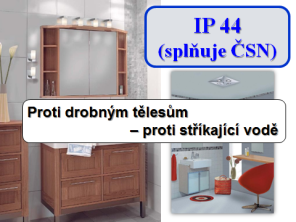 IP 44
(splňuje ČSN)
Proti drobným tělesům
– proti stříkající vodě